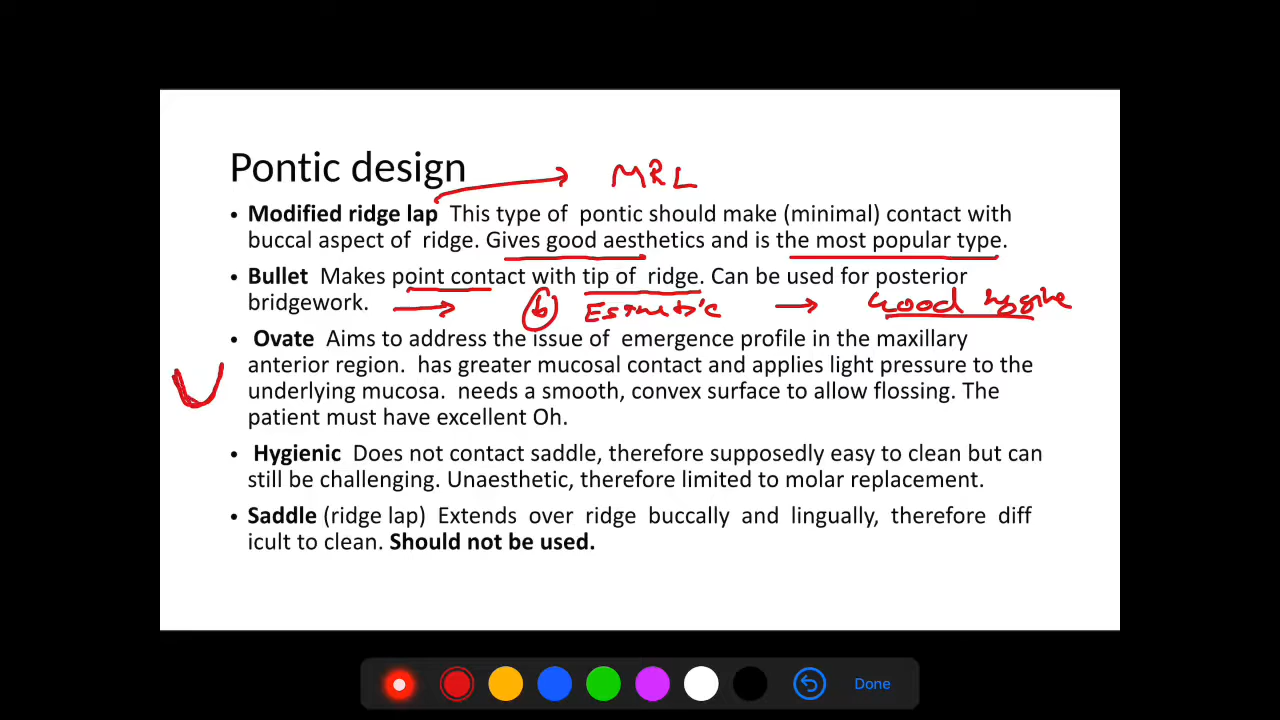 Pontic design
MRL
• Modified ridge lap This type of pontic should make (minimal) contact with
buccal aspect of ridge. Gives good aesthetics and is the most popular type.
• Bullet Makes point contact with tip of ridge. Can be used for posterior
bridgework.
Esthetic Good hygine
• Ovate Aims to address the issue of emergence profile in the maxillary
anterior region. has greater mucosal contact and applies light pressure to the
underlying mucosa. needs a smooth, convex surface to allow flossing. The
patient must have excellent Oh.
• Hygienic Does not contact saddle, therefore supposedly easy to clean but can
still be challenging. Unaesthetic, therefore limited to molar replacement.
• Saddle (ridge lap) Extends over ridge buccally and lingually, therefore diff
icult to clean. Should not be used.
Done